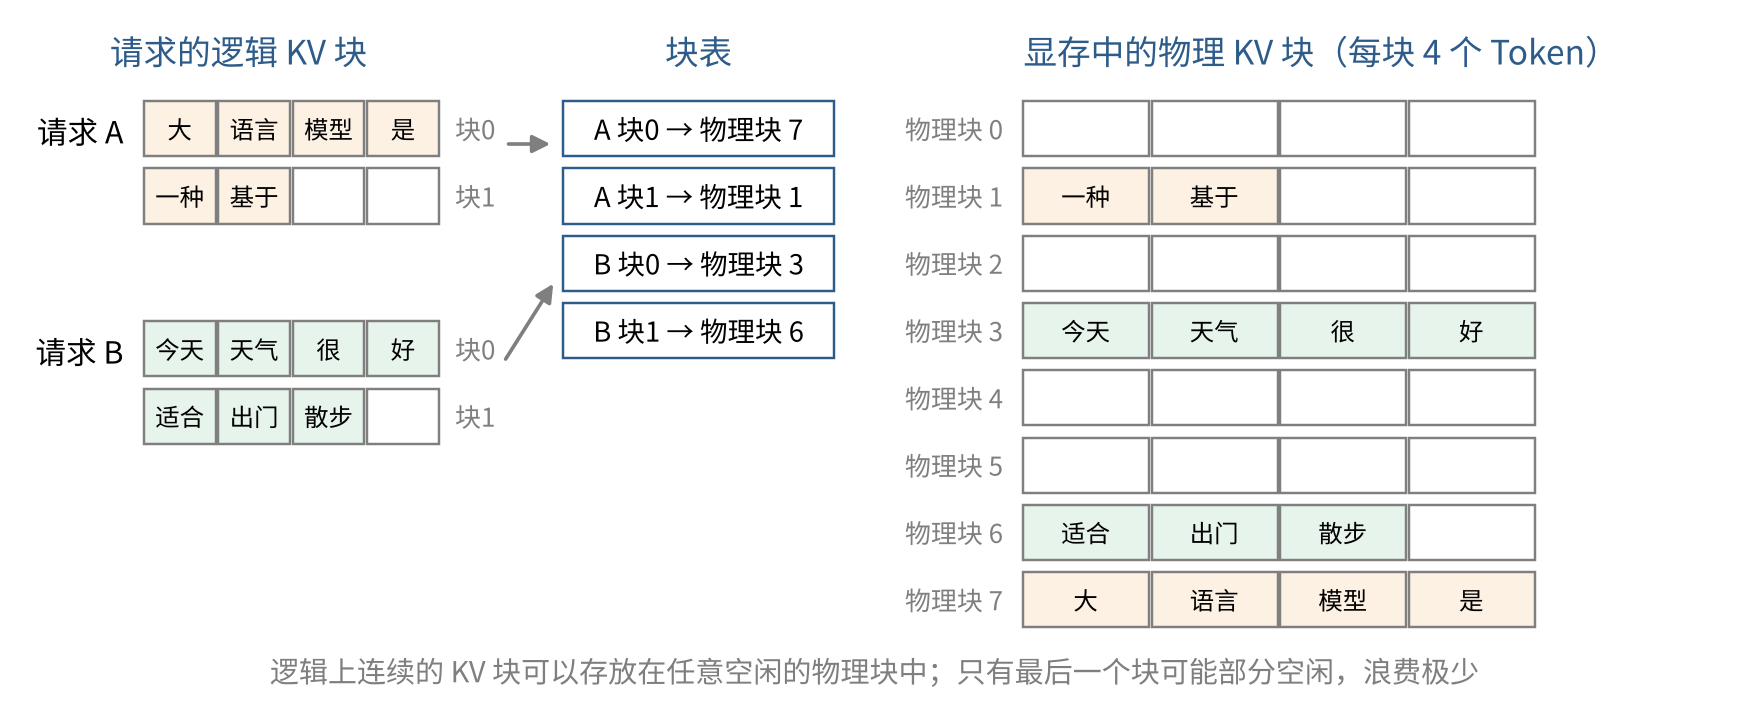 请求的逻辑 KV 块
块表
显存中的物理 KV 块（每块 4 个 Token）
请求 A 大 语言 模型 是 块0
一种 基于 块1
请求 B 今天 天气 很 好 块0
适合 出门 散步 块1
A 块0 → 物理块 7
A 块1 → 物理块 1
B 块0 → 物理块 3
B 块1 → 物理块 6
物理块 0
物理块 1 一种 基于
物理块 2
物理块 3 今天 天气 很 好
物理块 4
物理块 5
物理块 6 适合 出门 散步
物理块 7 大 语言 模型 是
逻辑上连续的 KV 块可以存放在任意空闲的物理块中；只有最后一个块可能部分空闲，浪费极少